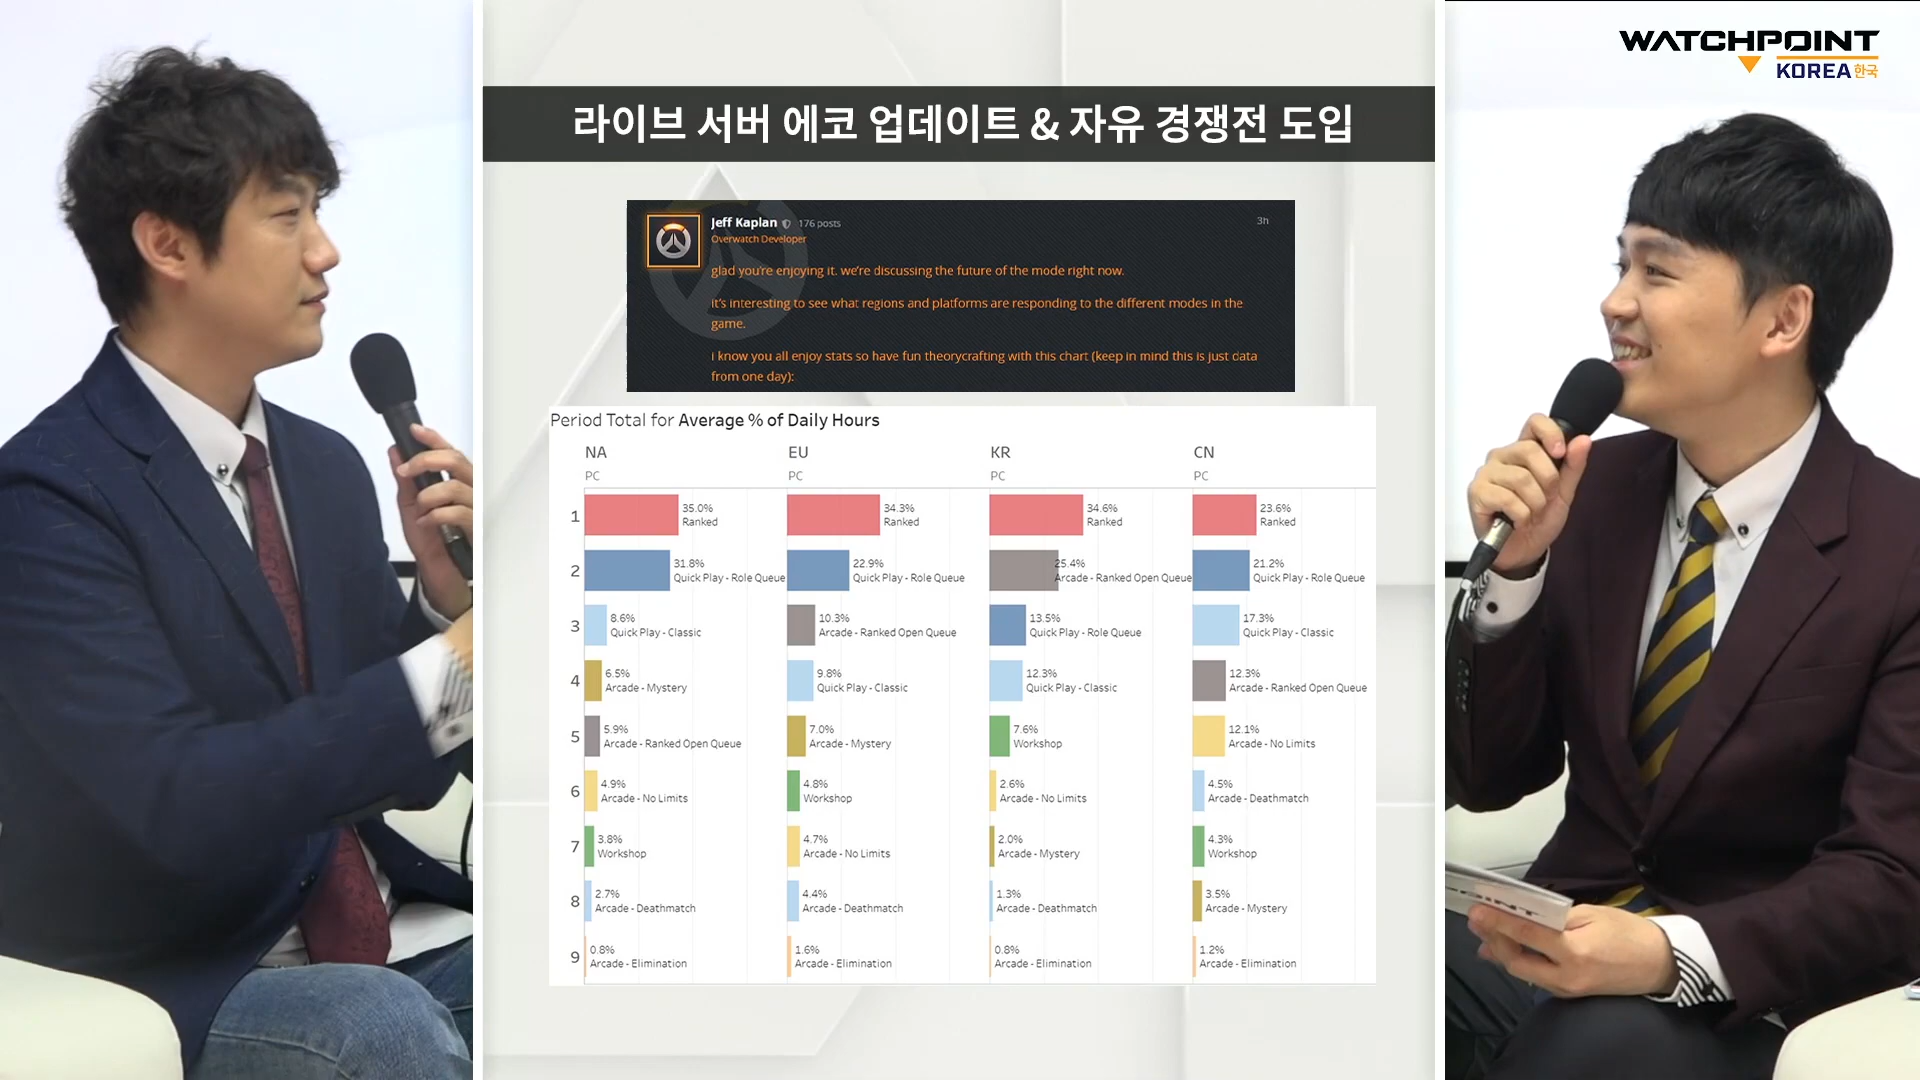 WATCHPOINT
KOREA 한국
라이브 서버 에코 업데이트 & 자유 경쟁전 도입
Jeff Kaplan 176 posts 3h
Overwatch Developer
glad you're enjoying it. we're discussing the future of the mode right now.
it's interesting to see what regions and platforms are responding to the different modes in the
game.
i know you all enjoy stats so have fun theorycrafting with this chart (keep in mind this is just data
from one day):
Period Total for Average % of Daily Hours
NA EU KR CN
PC PC PC PC
1 35.0% 34.3% 34.6% 23.6%
Ranked Ranked Ranked Ranked
2 31.8% 22.9% 25.4% 21.2%
Quick Play - Role Queue Quick Play - Role Queue Arcade - Ranked Open Queue Quick Play - Role Queue
3 8.6% 10.3% 13.5% 17.3%
Quick Play - Classic Arcade - Ranked Open Queue Quick Play - Role Queue Quick Play - Classic
4 6.5% 9.8% 12.3% 12.3%
Arcade - Mystery Quick Play - Classic Quick Play - Classic Arcade - Ranked Open Queue
5 5.9% 7.0% 7.6% 12.1%
Arcade - Ranked Open Queue Arcade - Mystery Workshop Arcade - No Limits
6 4.9% 4.8% 2.6% 4.5%
Arcade - No Limits Workshop Arcade - No Limits Arcade - Deathmatch
7 3.8% 4.7% 2.0% 4.3%
Workshop Arcade - No Limits Arcade - Mystery Workshop
8 2.7% 4.4% 1.3% 3.5%
Arcade - Deathmatch Arcade - Deathmatch Arcade - Deathmatch Arcade - Mystery
9 0.8% 1.6% 0.8% 1.2%
Arcade - Elimination Arcade - Elimination Arcade - Elimination Arcade - Elimination